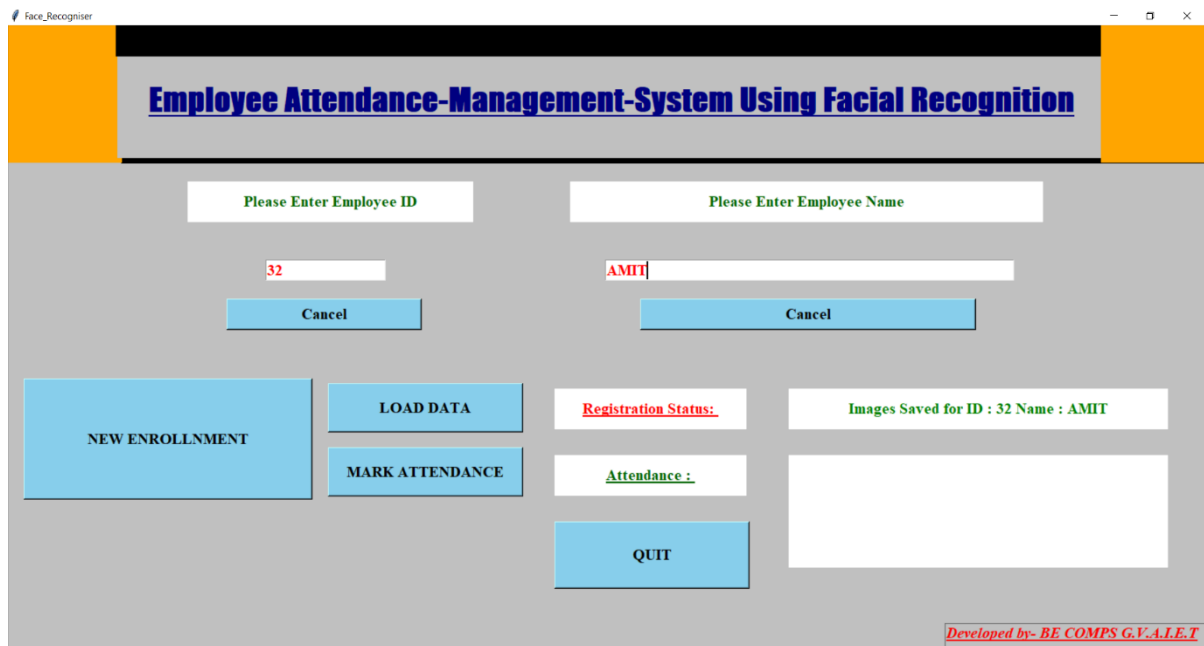 Face_Recogniser
Employee Attendance-Management-System Using Facial Recognition
Please Enter Employee ID
Please Enter Employee Name
32
AMIT
Cancel
Cancel
NEW ENROLLNMENT
LOAD DATA
Registration Status:
Images Saved for ID : 32 Name : AMIT
MARK ATTENDANCE
Attendance :
QUIT
Developed by- BE COMPS G.V.A.I.E.T